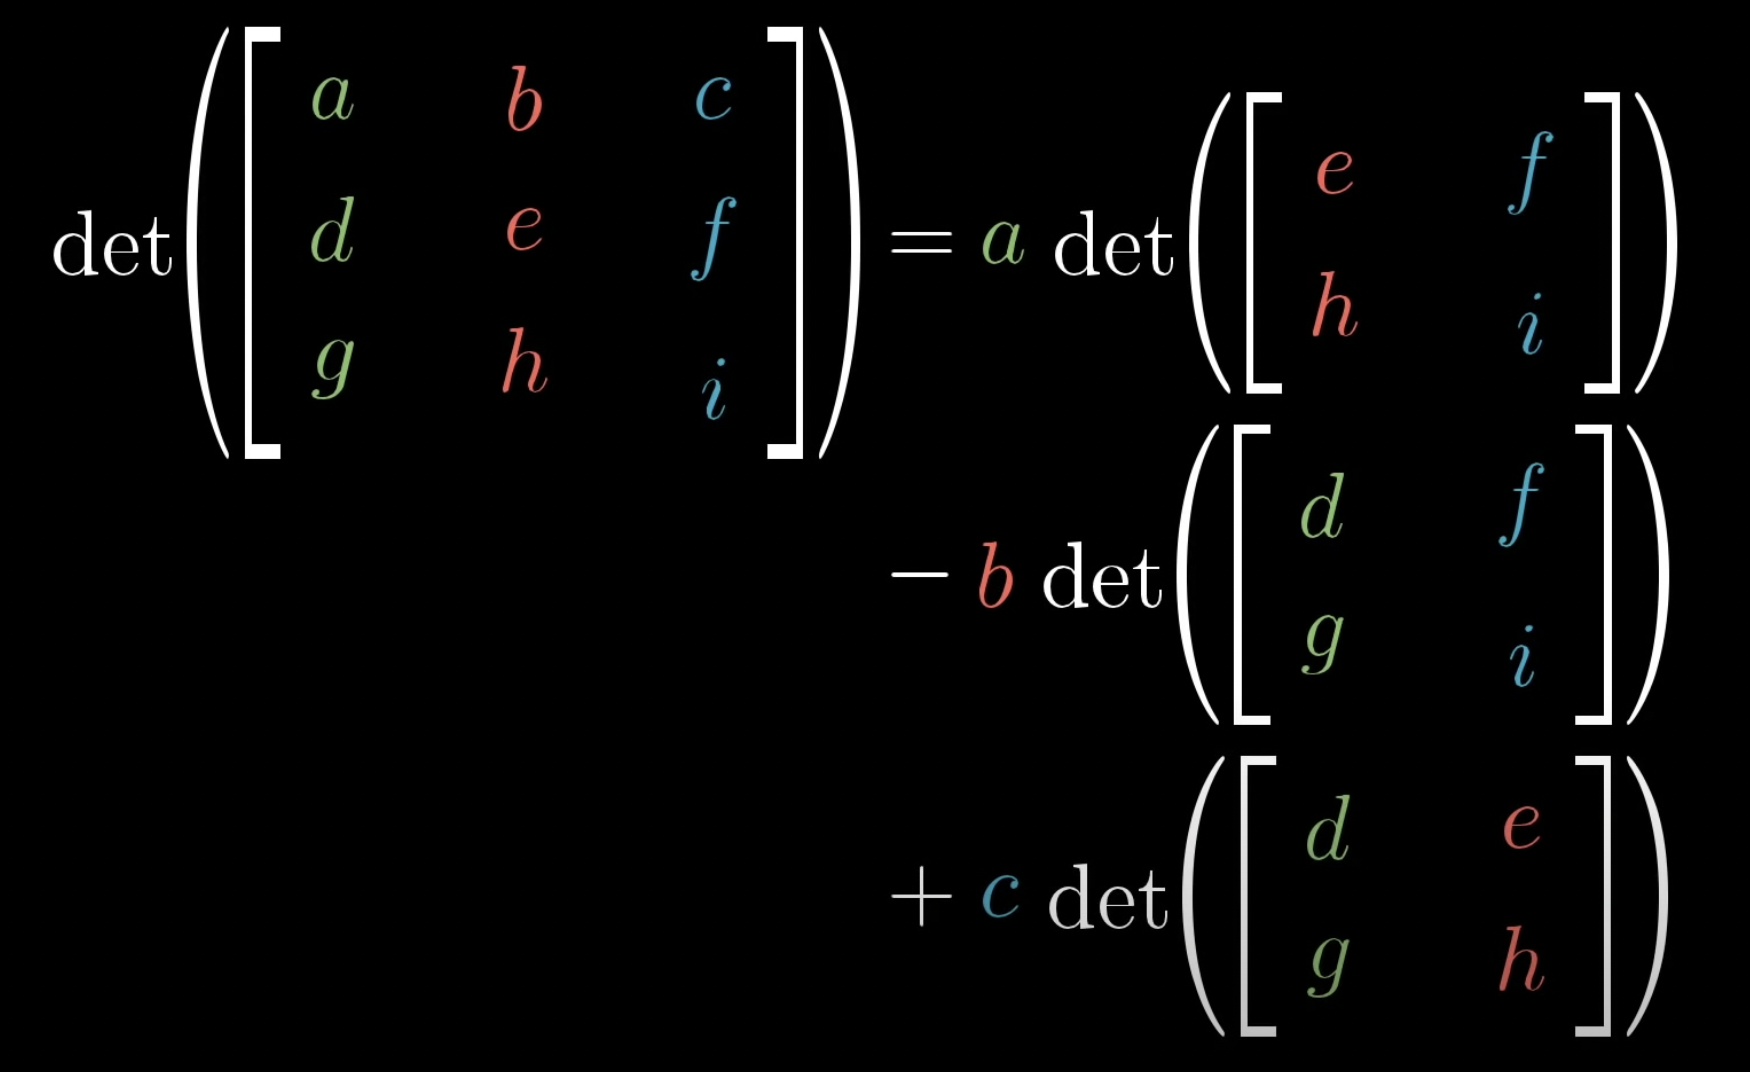 det([a b c
d e f
g h i]) = a det([e f
h i])
− b det([d f
g i])
+ c det([d e
g h])